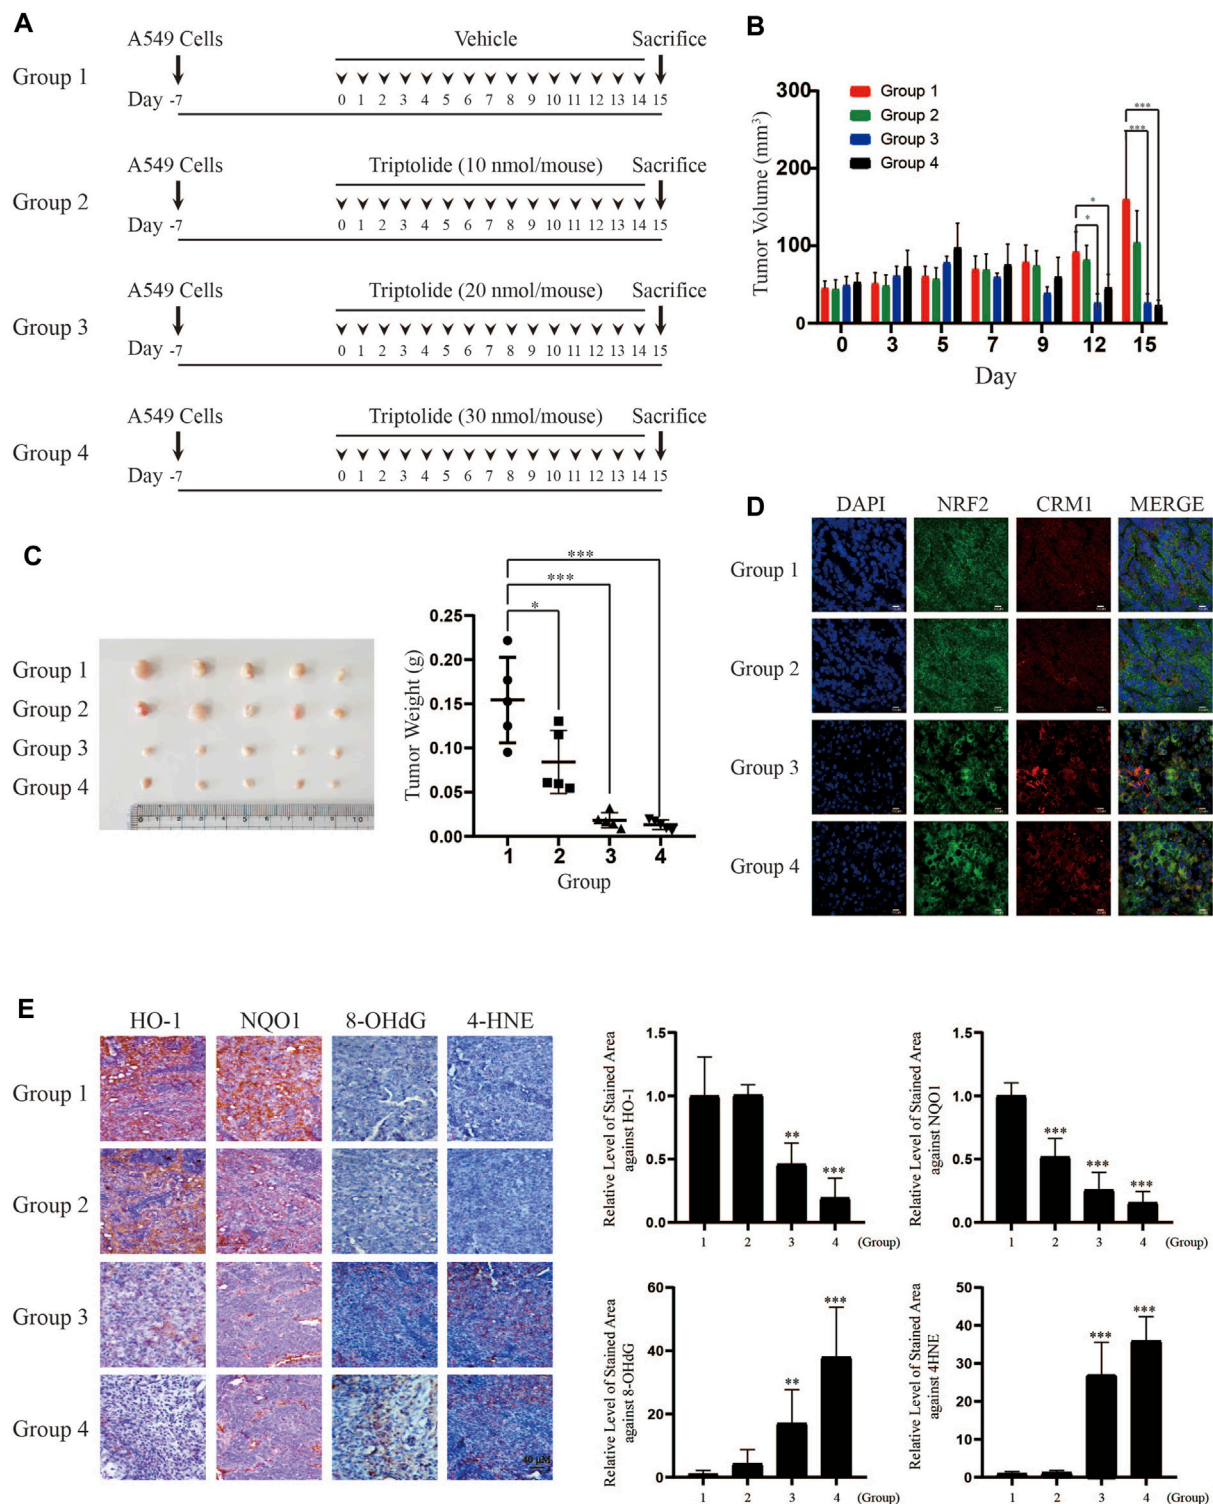 A
A549 Cells Vehicle Sacrifice
Group 1
Day -7 0 1 2 3 4 5 6 7 8 9 10 11 12 13 14 15
A549 Cells Triptolide (10 nmol/mouse) Sacrifice
Group 2
Day -7 0 1 2 3 4 5 6 7 8 9 10 11 12 13 14 15
A549 Cells Triptolide (20 nmol/mouse) Sacrifice
Group 3
Day -7 0 1 2 3 4 5 6 7 8 9 10 11 12 13 14 15
A549 Cells Triptolide (30 nmol/mouse) Sacrifice
Group 4
Day -7 0 1 2 3 4 5 6 7 8 9 10 11 12 13 14 15
B
Tumor Volume (mm³)
300
200
100
0
Group 1
Group 2
Group 3
Group 4
*
*
***
***
0 3 5 7 9 12 15
Day
C
Group 1
Group 2
Group 3
Group 4
0 1 2 3 4 5 6 7 8 9 10
***
***
*
Tumor Weight (g)
0.25
0.20
0.15
0.10
0.05
0.00
1 2 3 4
Group
D
DAPI NRF2 CRM1 MERGE
Group 1
Group 2
Group 3
Group 4
E
HO-1 NQO1 8-OHdG 4-HNE
Group 1
Group 2
Group 3
Group 4
40 μM
Relative Level of Stained Area
against HO-1
1.5
1.0
0.5
0.0
** ***
1 2 3 4 (Group)
Relative Level of Stained Area
against NQO1
1.5
1.0
0.5
0.0
*** *** ***
1 2 3 4 (Group)
Relative Level of Stained Area
against 8-OHdG
60
40
20
0
** ***
1 2 3 4 (Group)
Relative Level of Stained Area
against 4HNE
50
40
30
20
10
0
*** ***
1 2 3 4 (Group)